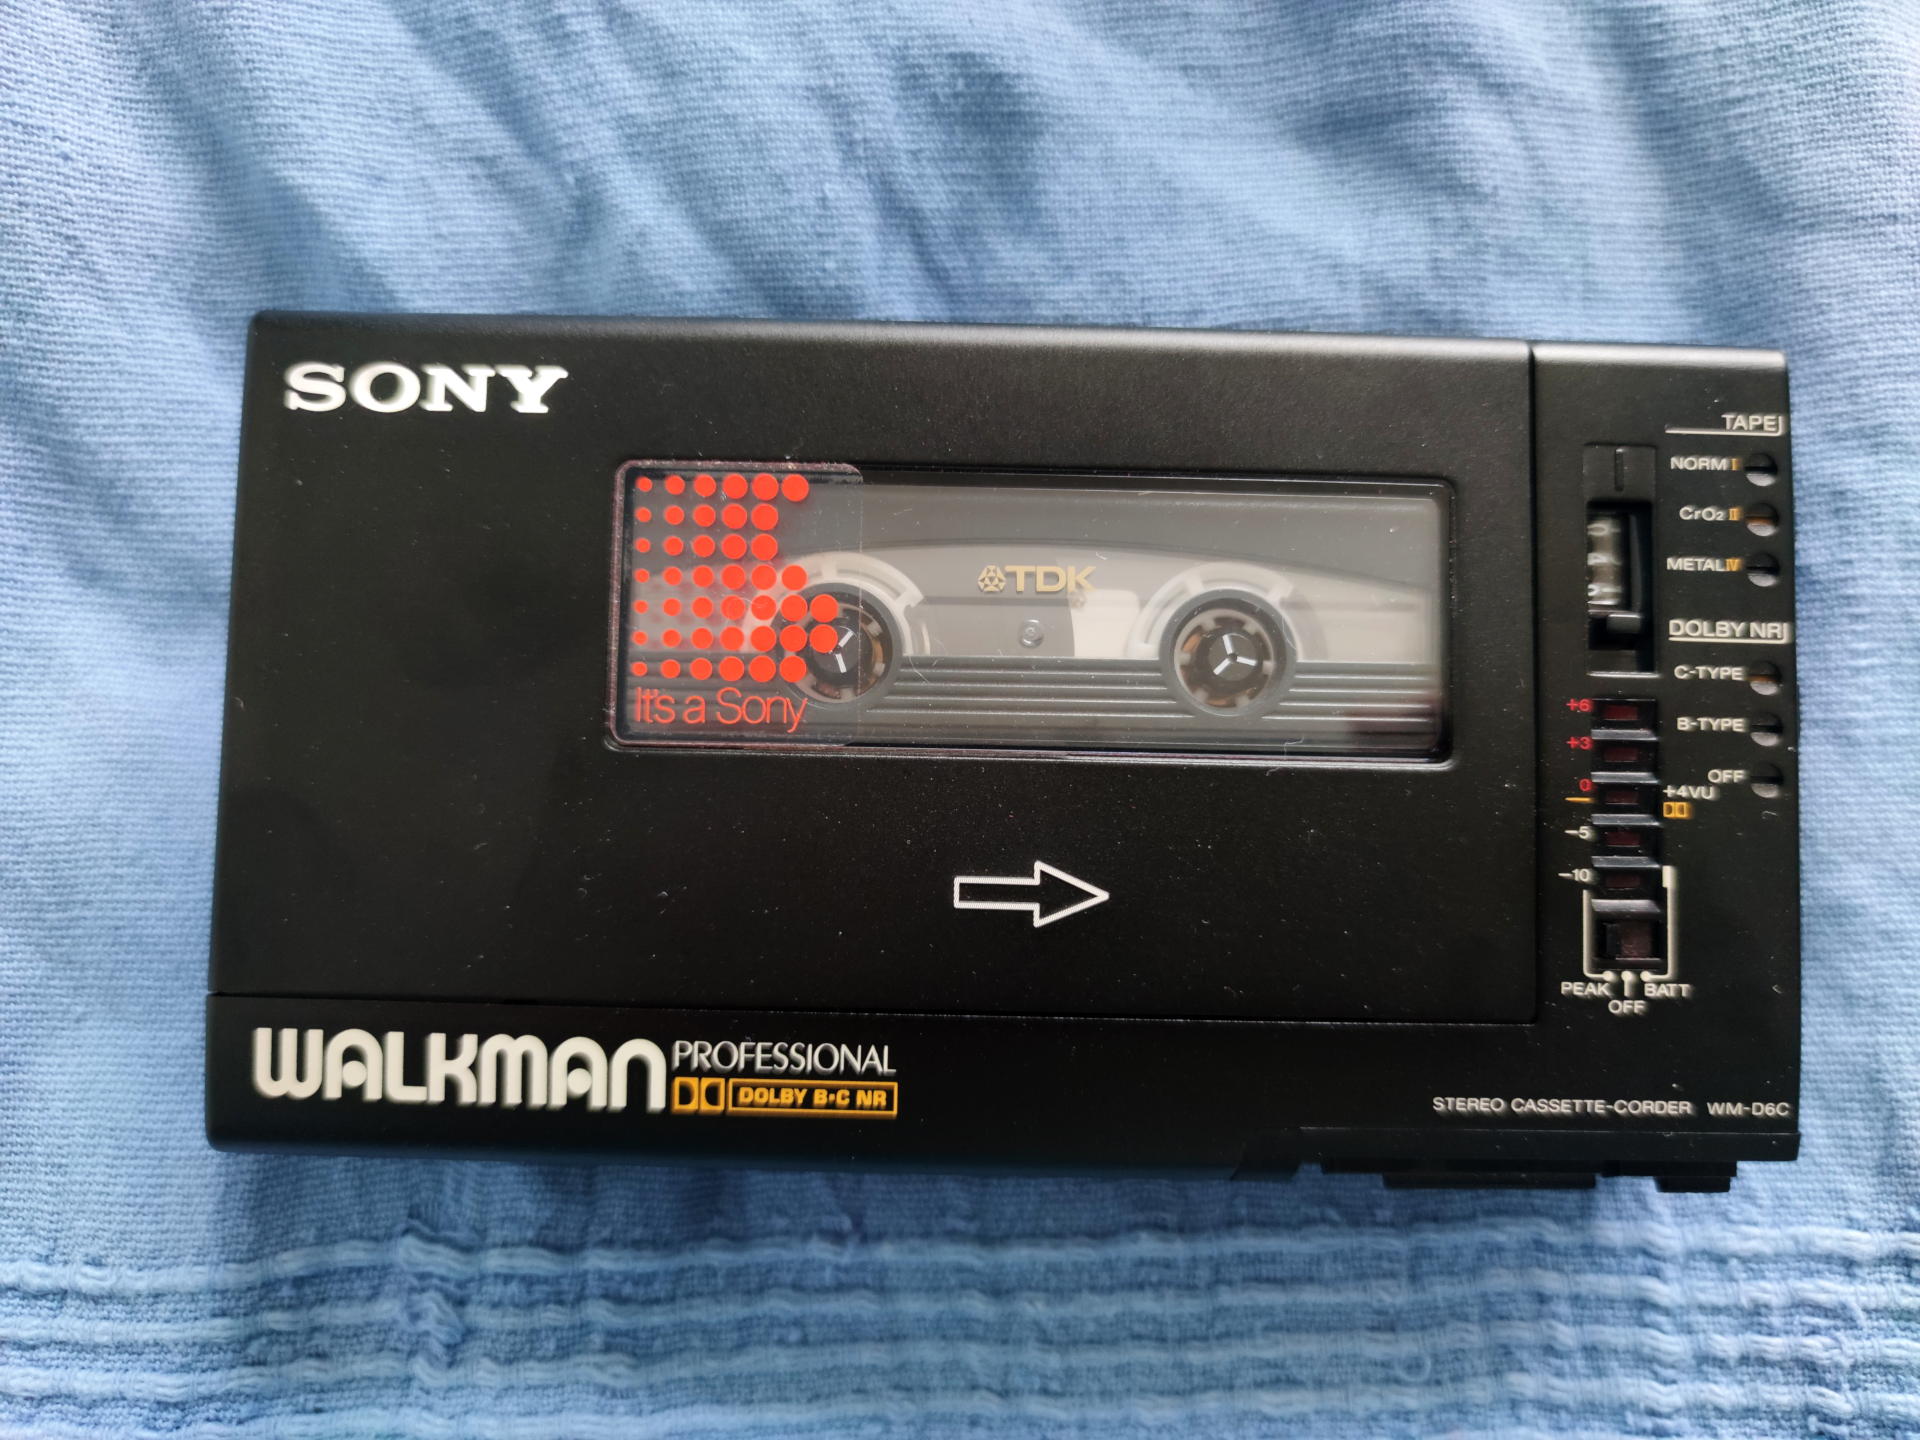 SONY
TDK
It's a Sony
TAPE
NORM I
CrO2 II
METAL IV
DOLBY NR
C-TYPE
B-TYPE
OFF
+6
+3
0
+4VU
-5
-10
PEAK
OFF
BATT
WALKMAN PROFESSIONAL
DOLBY B·C NR
STEREO CASSETTE-CORDER WM-D6C